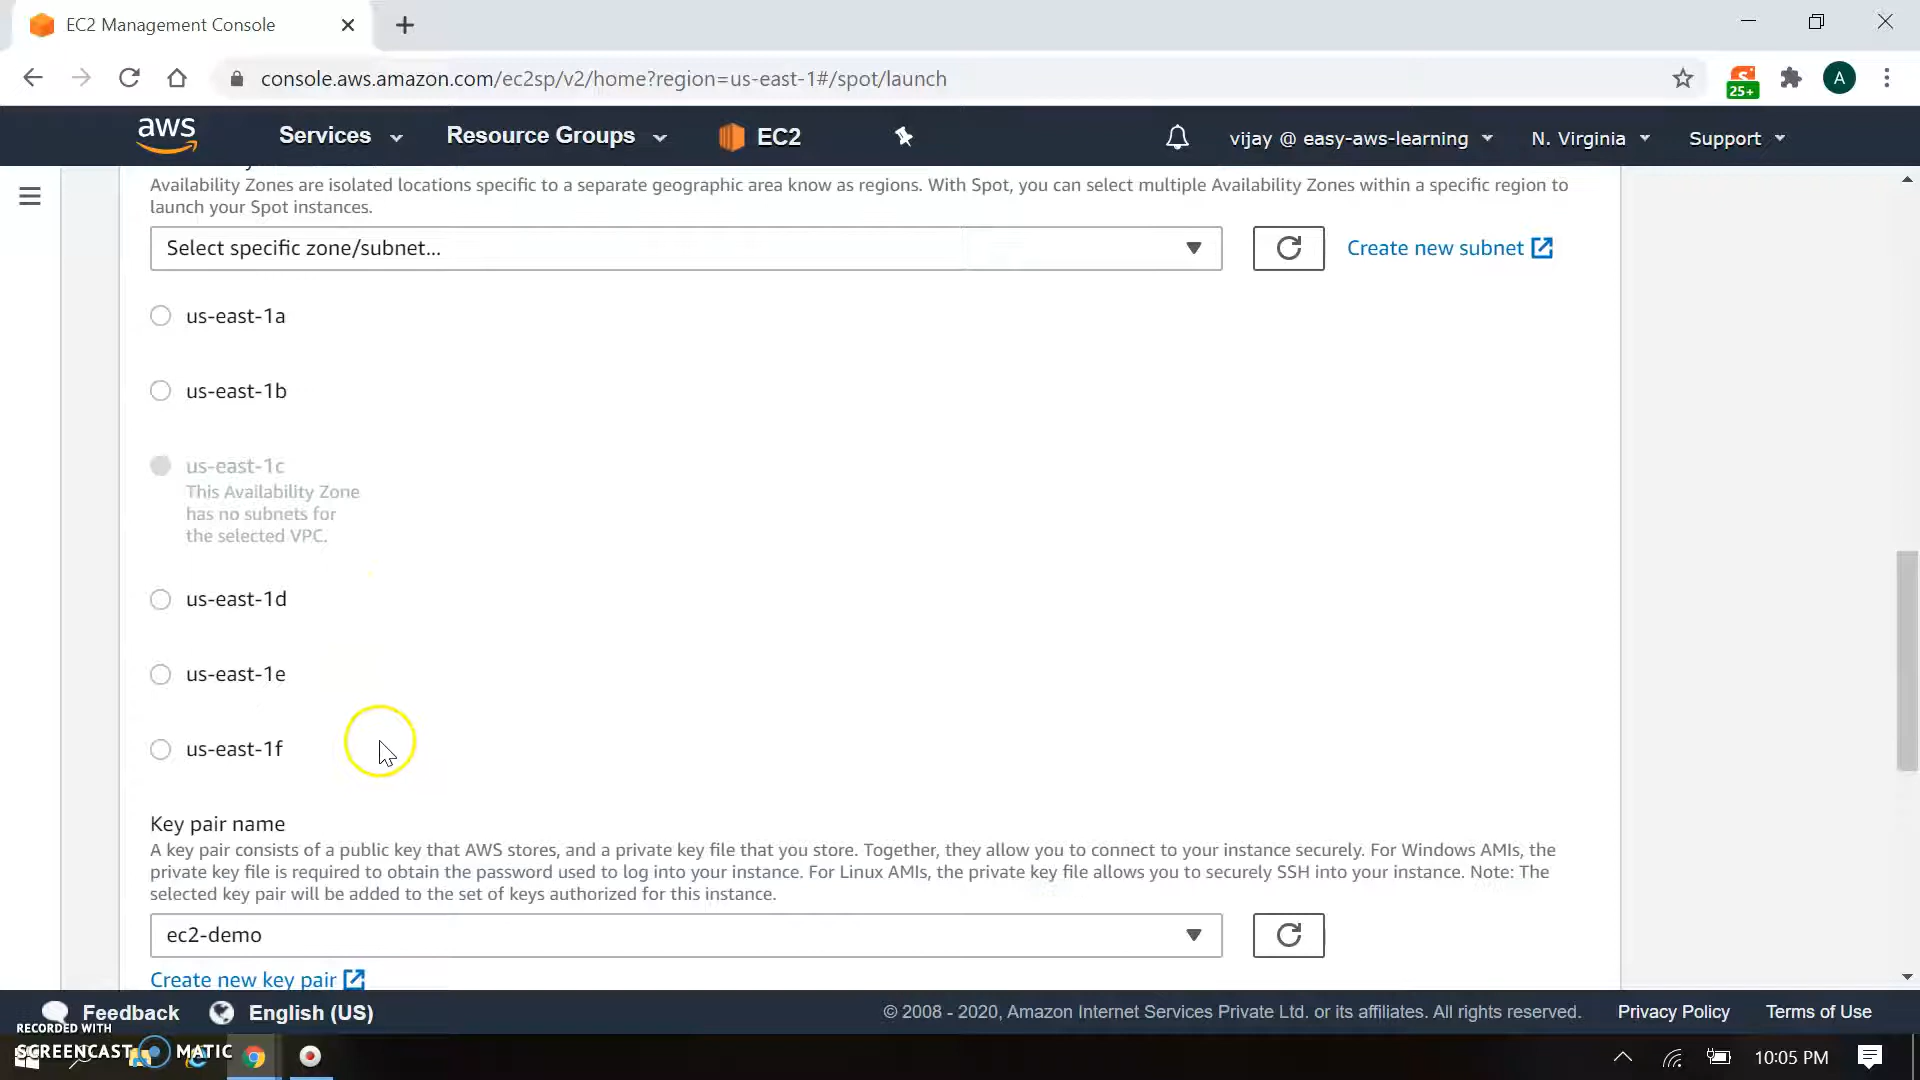 EC2 Management Console
console.aws.amazon.com/ec2sp/v2/home?region=us-east-1#/spot/launch
S
25+
A
aws
Services
Resource Groups
EC2
vijay @ easy-aws-learning
N. Virginia
Support
Availability Zones are isolated locations specific to a separate geographic area know as regions. With Spot, you can select multiple Availability Zones within a specific region to
launch your Spot instances.
Select specific zone/subnet...
Create new subnet
us-east-1a
us-east-1b
us-east-1c
This Availability Zone
has no subnets for
the selected VPC.
us-east-1d
us-east-1e
us-east-1f
Key pair name
A key pair consists of a public key that AWS stores, and a private key file that you store. Together, they allow you to connect to your instance securely. For Windows AMIs, the
private key file is required to obtain the password used to log into your instance. For Linux AMIs, the private key file allows you to securely SSH into your instance. Note: The
selected key pair will be added to the set of keys authorized for this instance.
ec2-demo
Create new key pair
Feedback
English (US)
© 2008 - 2020, Amazon Internet Services Private Ltd. or its affiliates. All rights reserved.
Privacy Policy
Terms of Use
RECORDED WITH
SCREENCAST MATIC
10:05 PM